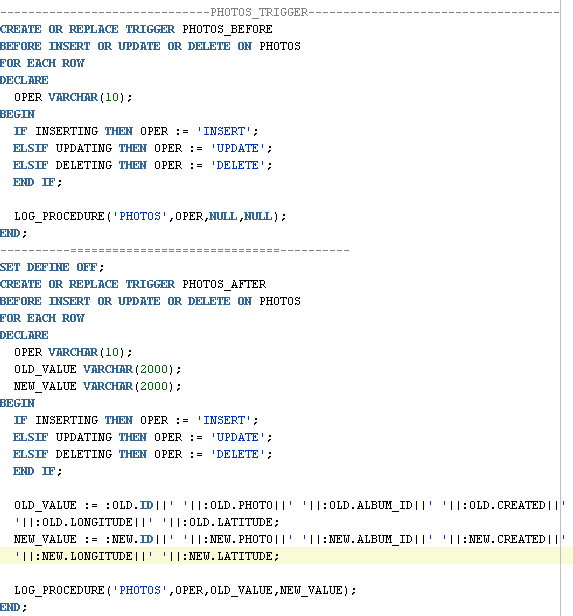 ------------------------------PHOTOS_TRIGGER------------------------------------
CREATE OR REPLACE TRIGGER PHOTOS_BEFORE
BEFORE INSERT OR UPDATE OR DELETE ON PHOTOS
FOR EACH ROW
DECLARE
  OPER VARCHAR(10);
BEGIN
  IF INSERTING THEN OPER := 'INSERT';
  ELSIF UPDATING THEN OPER := 'UPDATE';
  ELSIF DELETING THEN OPER := 'DELETE';
  END IF;
  LOG_PROCEDURE('PHOTOS',OPER,NULL,NULL);
END;
----------==============================----------
SET DEFINE OFF;
CREATE OR REPLACE TRIGGER PHOTOS_AFTER
BEFORE INSERT OR UPDATE OR DELETE ON PHOTOS
FOR EACH ROW
DECLARE
  OPER VARCHAR(10);
  OLD_VALUE VARCHAR(2000);
  NEW_VALUE VARCHAR(2000);
BEGIN
  IF INSERTING THEN OPER := 'INSERT';
  ELSIF UPDATING THEN OPER := 'UPDATE';
  ELSIF DELETING THEN OPER := 'DELETE';
  END IF;
  OLD_VALUE := :OLD.ID||' '||:OLD.PHOTO||' '||:OLD.ALBUM_ID||' '||:OLD.CREATED||'
  '||:OLD.LONGITUDE||' '||:OLD.LATITUDE;
  NEW_VALUE := :NEW.ID||' '||:NEW.PHOTO||' '||:NEW.ALBUM_ID||' '||:NEW.CREATED||'
  '||:NEW.LONGITUDE||' '||:NEW.LATITUDE;
  LOG_PROCEDURE('PHOTOS',OPER,OLD_VALUE,NEW_VALUE);
END;